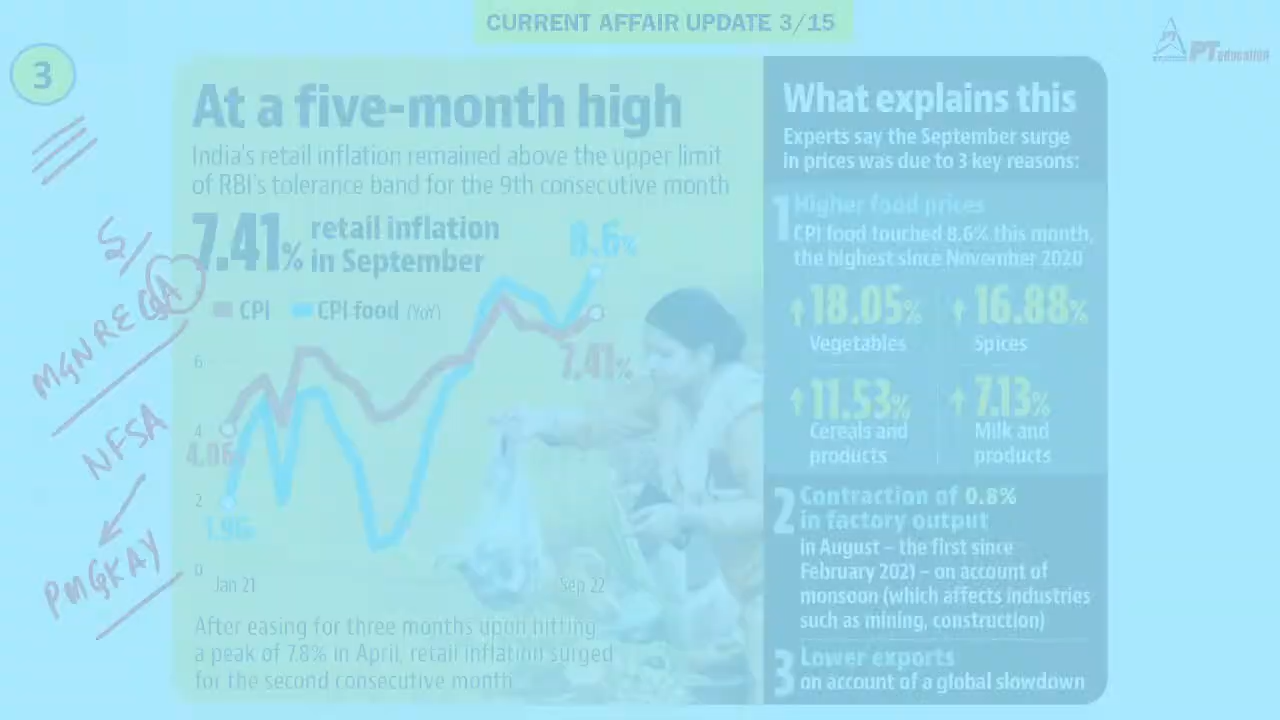 CURRENT AFFAIR UPDATE 3/15
PT education
3
At a five-month high
India's retail inflation remained above the upper limit
of RBI's tolerance band for the 9th consecutive month
7.41% retail inflation
in September
8.6%
CPI
CPI food (YoY)
7.41%
6
4
4.06
2
1.96
0
Jan 21
Sep 22
After easing for three months upon hitting
a peak of 7.8% in April, retail inflation surged
for the second consecutive month
What explains this
Experts say the September surge
in prices was due to 3 key reasons:
1 Higher food prices
CPI food touched 8.6% this month,
the highest since November 2020
18.05%
Vegetables
16.88%
Spices
11.53%
Cereals and
products
7.13%
Milk and
products
2 Contraction of 0.8%
in factory output
in August – the first since
February 2021 – on account of
monsoon (which affects industries
such as mining, construction)
3 Lower exports
on account of a global slowdown
MGNREGA
NFSA
PMGKAY